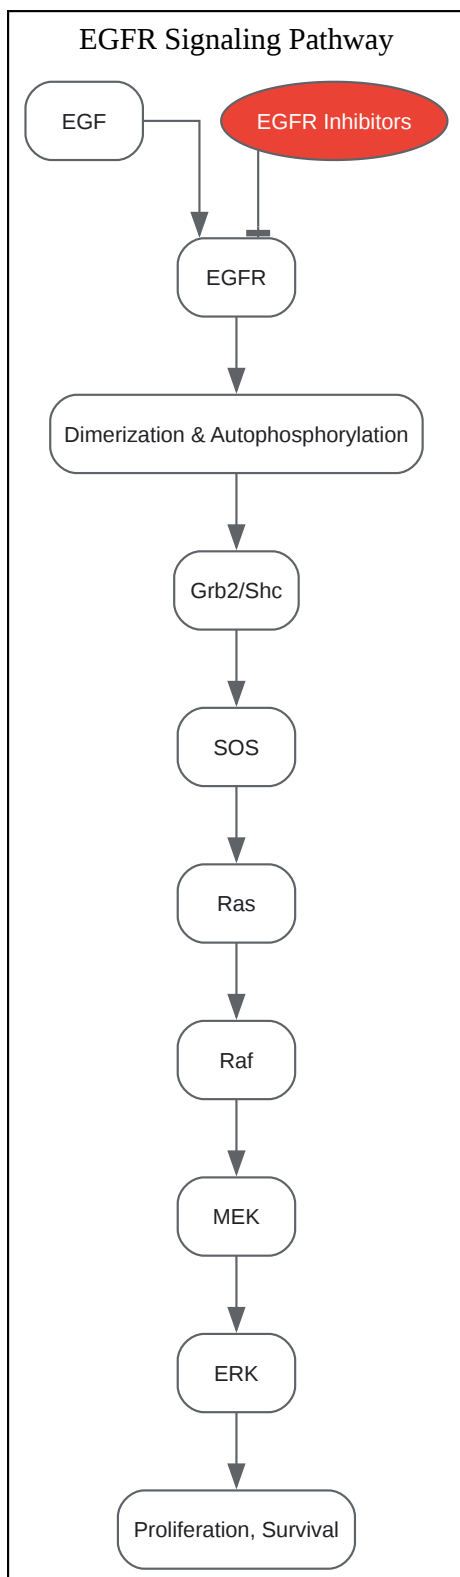 EGFR Signaling Pathway
EGF
EGFR Inhibitors
EGFR
Dimerization & Autophosphorylation
Grb2/Shc
SOS
Ras
Raf
MEK
ERK
Proliferation, Survival